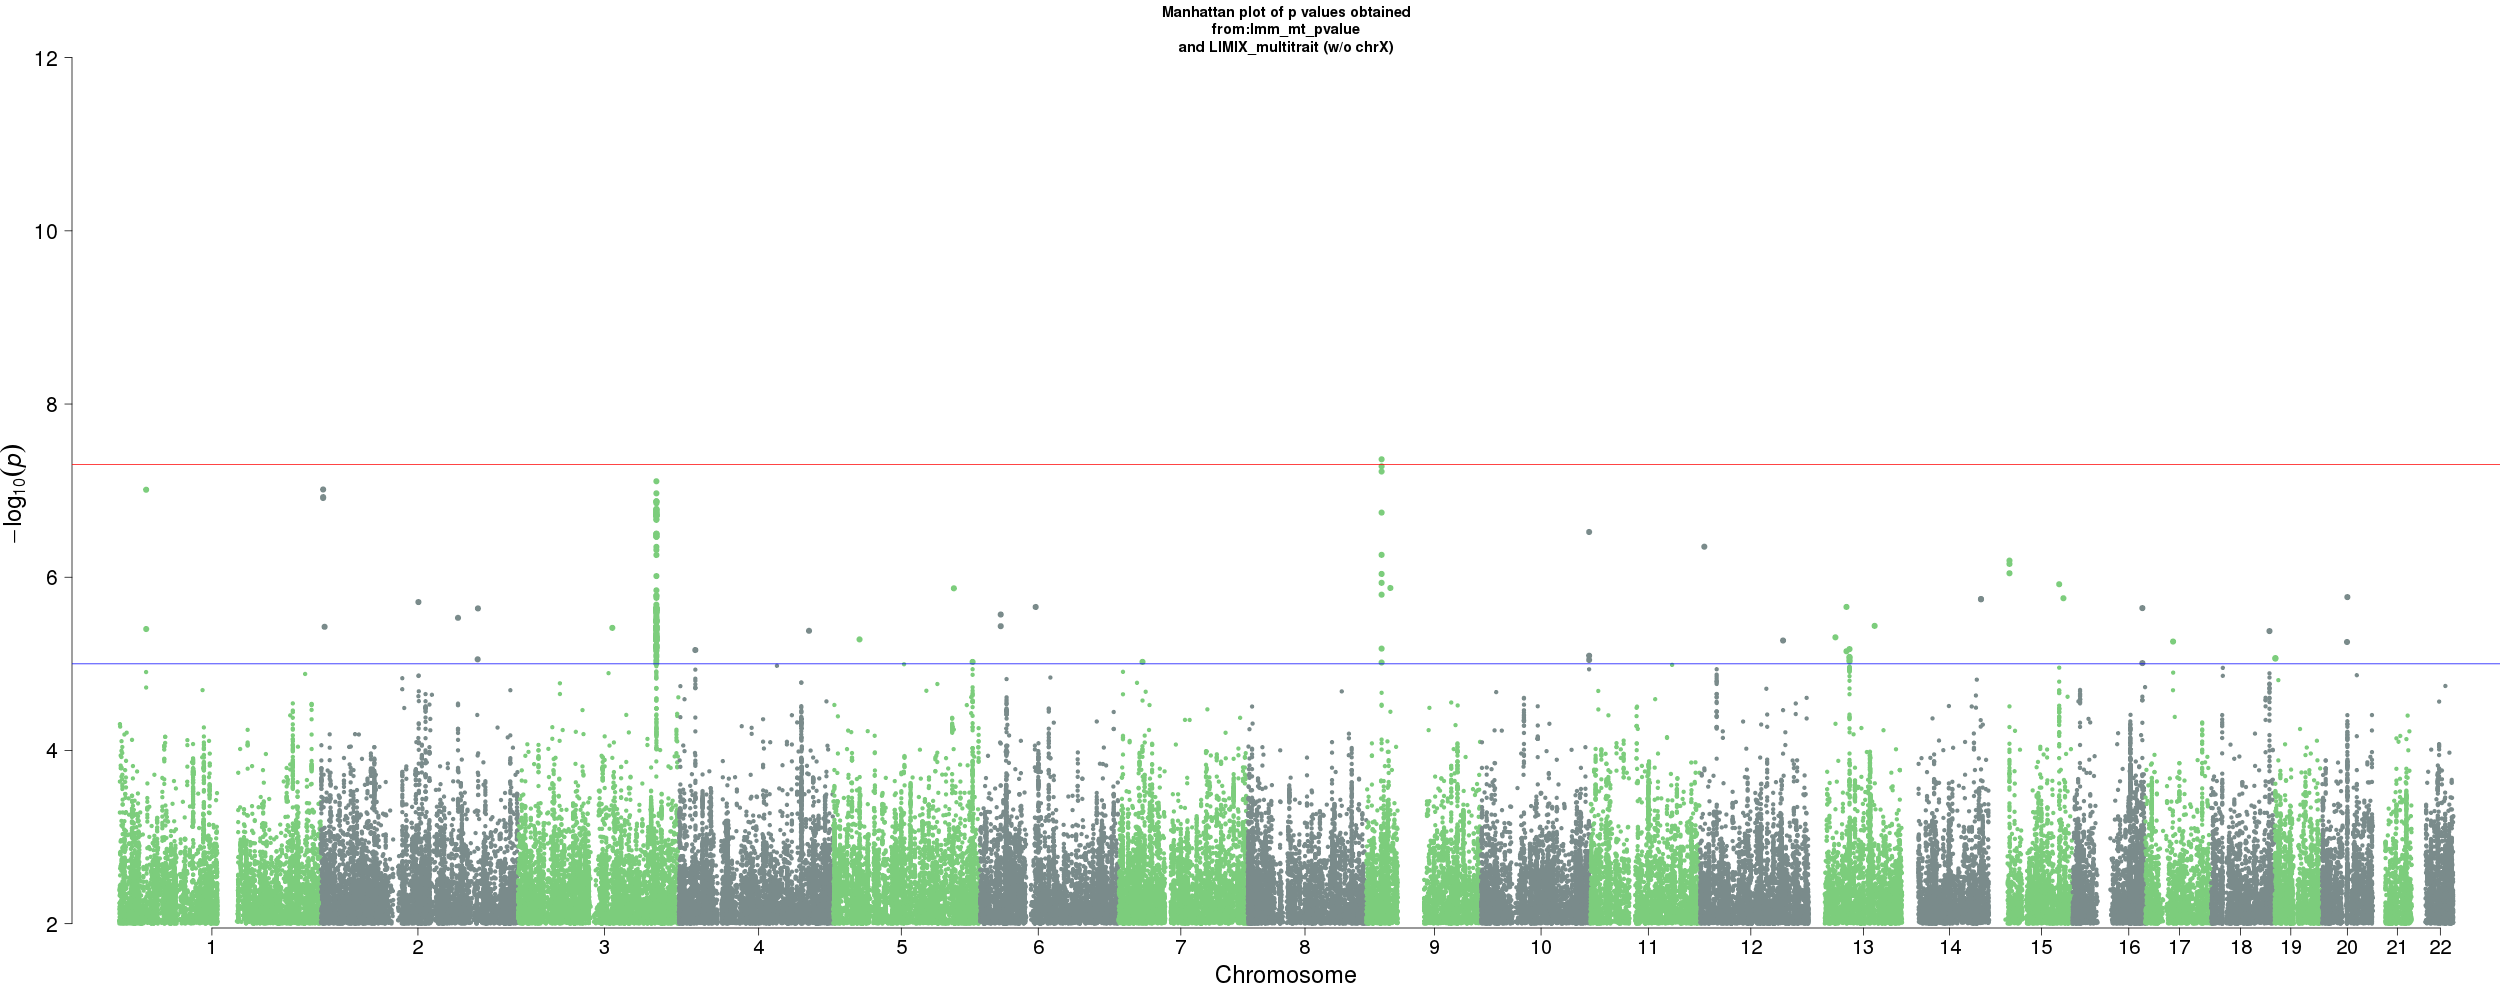 Manhattan plot of p values obtained
from:lmm_mt_pvalue
and LIMIX_multitrait (w/o chrX)
12
10
8
6
4
2
−log10(p)
1 2 3 4 5 6 7 8 9 10 11 12 13 14 15 16 17 18 19 20 21 22
Chromosome